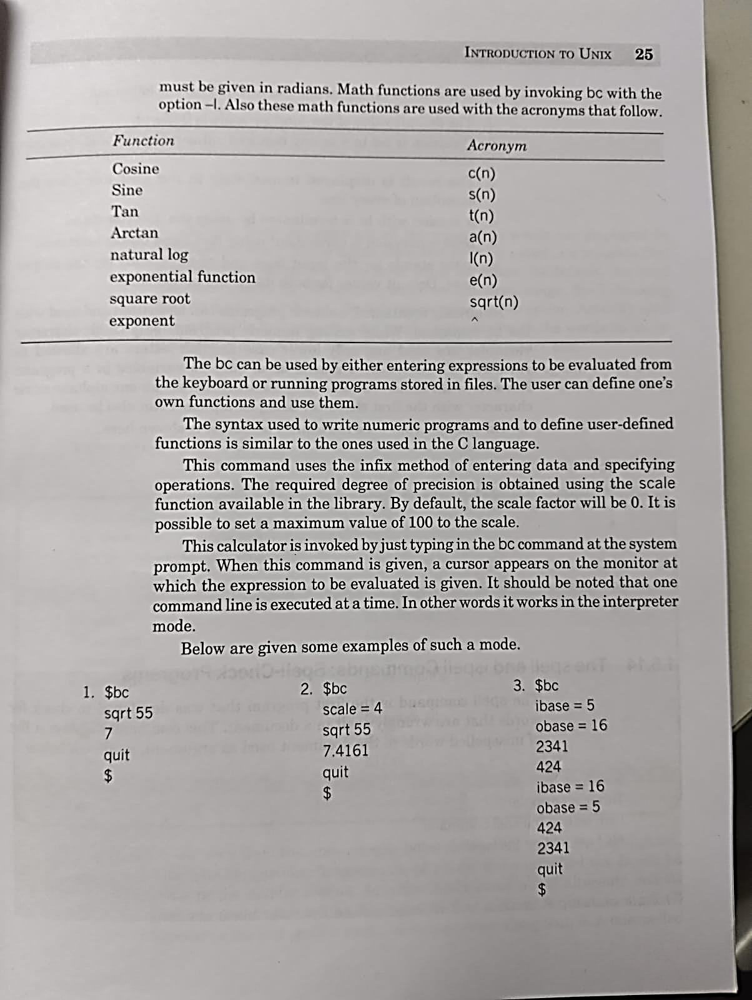 INTRODUCTION TO UNIX 25
must be given in radians. Math functions are used by invoking bc with the
option –l. Also these math functions are used with the acronyms that follow.
Function Acronym
Cosine c(n)
Sine s(n)
Tan t(n)
Arctan a(n)
natural log l(n)
exponential function e(n)
square root sqrt(n)
exponent ^
The bc can be used by either entering expressions to be evaluated from
the keyboard or running programs stored in files. The user can define one's
own functions and use them.
The syntax used to write numeric programs and to define user-defined
functions is similar to the ones used in the C language.
This command uses the infix method of entering data and specifying
operations. The required degree of precision is obtained using the scale
function available in the library. By default, the scale factor will be 0. It is
possible to set a maximum value of 100 to the scale.
This calculator is invoked by just typing in the bc command at the system
prompt. When this command is given, a cursor appears on the monitor at
which the expression to be evaluated is given. It should be noted that one
command line is executed at a time. In other words it works in the interpreter
mode.
Below are given some examples of such a mode.
1. $bc
sqrt 55
7
quit
$
2. $bc
scale = 4
sqrt 55
7.4161
quit
$
3. $bc
ibase = 5
obase = 16
2341
424
ibase = 16
obase = 5
424
2341
quit
$